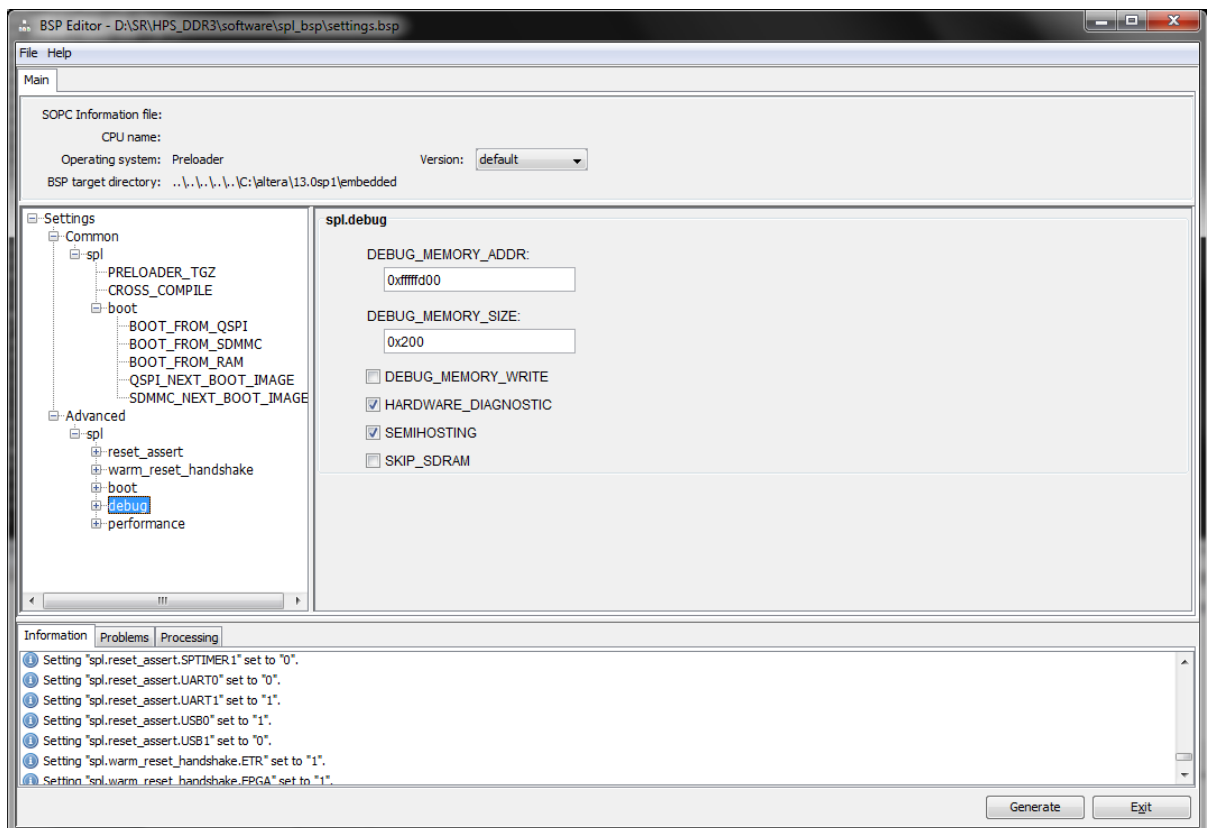 BSP Editor - D:\SR\HPS_DDR3\software\spl_bsp\settings.bsp
File Help
Main
SOPC Information file:
CPU name:
Operating system: Preloader Version: default
BSP target directory: ..\..\..\..\..\C:\altera\13.0sp1\embedded
Settings
Common
spl
PRELOADER_TGZ
CROSS_COMPILE
boot
BOOT_FROM_QSPI
BOOT_FROM_SDMMC
BOOT_FROM_RAM
QSPI_NEXT_BOOT_IMAGE
SDMMC_NEXT_BOOT_IMAGE
Advanced
spl
reset_assert
warm_reset_handshake
boot
debug
performance
spl.debug
DEBUG_MEMORY_ADDR:
0xfffffd00
DEBUG_MEMORY_SIZE:
0x200
DEBUG_MEMORY_WRITE
HARDWARE_DIAGNOSTIC
SEMIHOSTING
SKIP_SDRAM
Information Problems Processing
Setting "spl.reset_assert.SPTIMER1" set to "0".
Setting "spl.reset_assert.UART0" set to "0".
Setting "spl.reset_assert.UART1" set to "1".
Setting "spl.reset_assert.USB0" set to "1".
Setting "spl.reset_assert.USB1" set to "0".
Setting "spl.warm_reset_handshake.ETR" set to "1".
Setting "spl.warm_reset_handshake.FPGA" set to "1".
Generate Exit